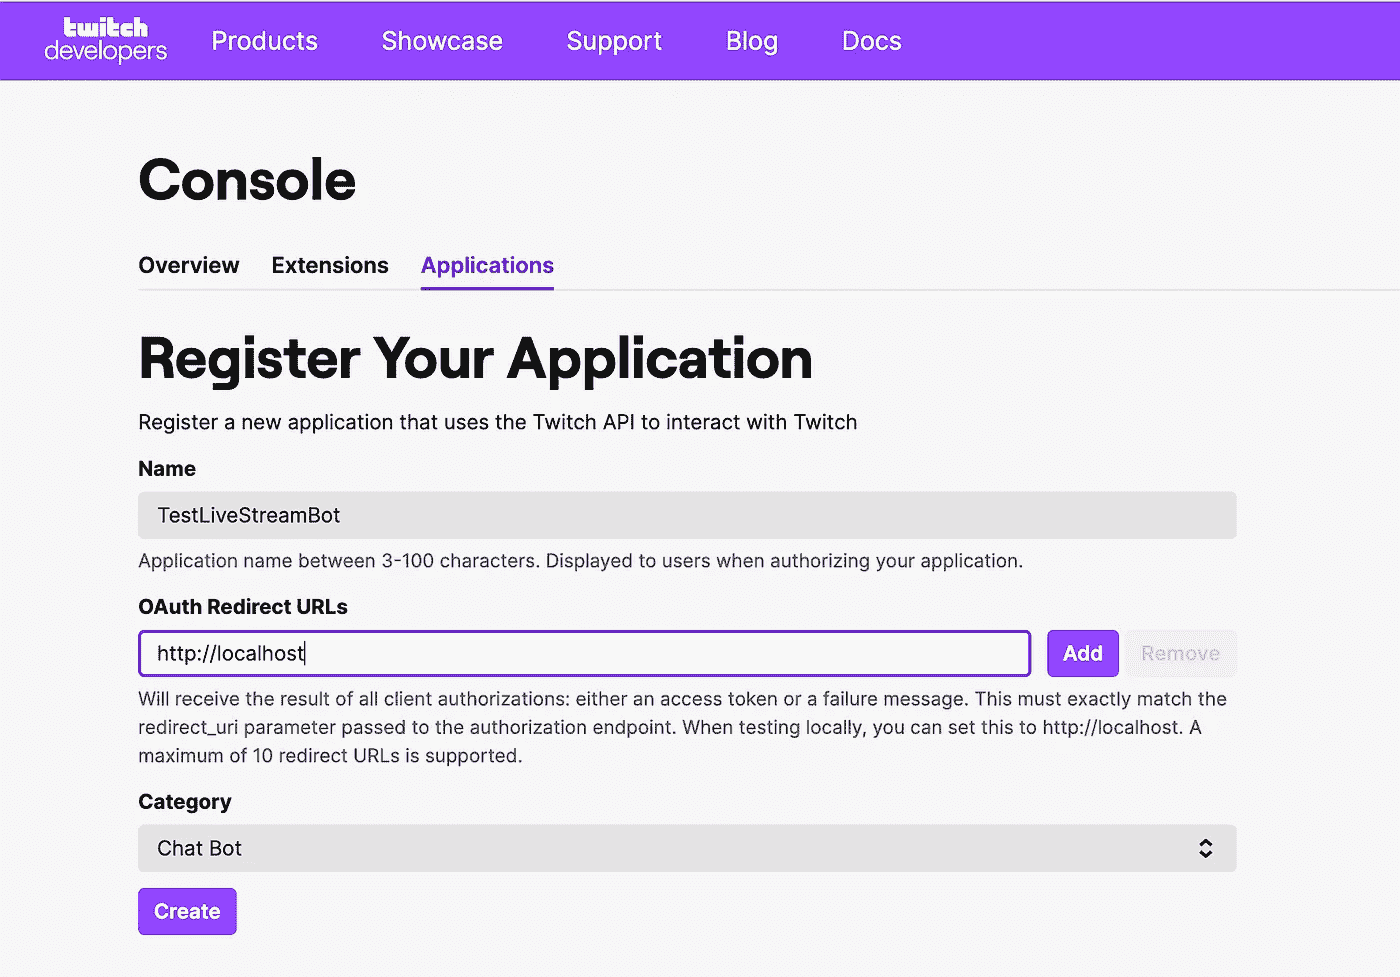 twitch
developers
Products
Showcase
Support
Blog
Docs
Console
Overview
Extensions
Applications
Register Your Application
Register a new application that uses the Twitch API to interact with Twitch
Name
TestLiveStreamBot
Application name between 3-100 characters. Displayed to users when authorizing your application.
OAuth Redirect URLs
http://localhost
Add
Remove
Will receive the result of all client authorizations: either an access token or a failure message. This must exactly match the
redirect_uri parameter passed to the authorization endpoint. When testing locally, you can set this to http://localhost. A
maximum of 10 redirect URLs is supported.
Category
Chat Bot
Create